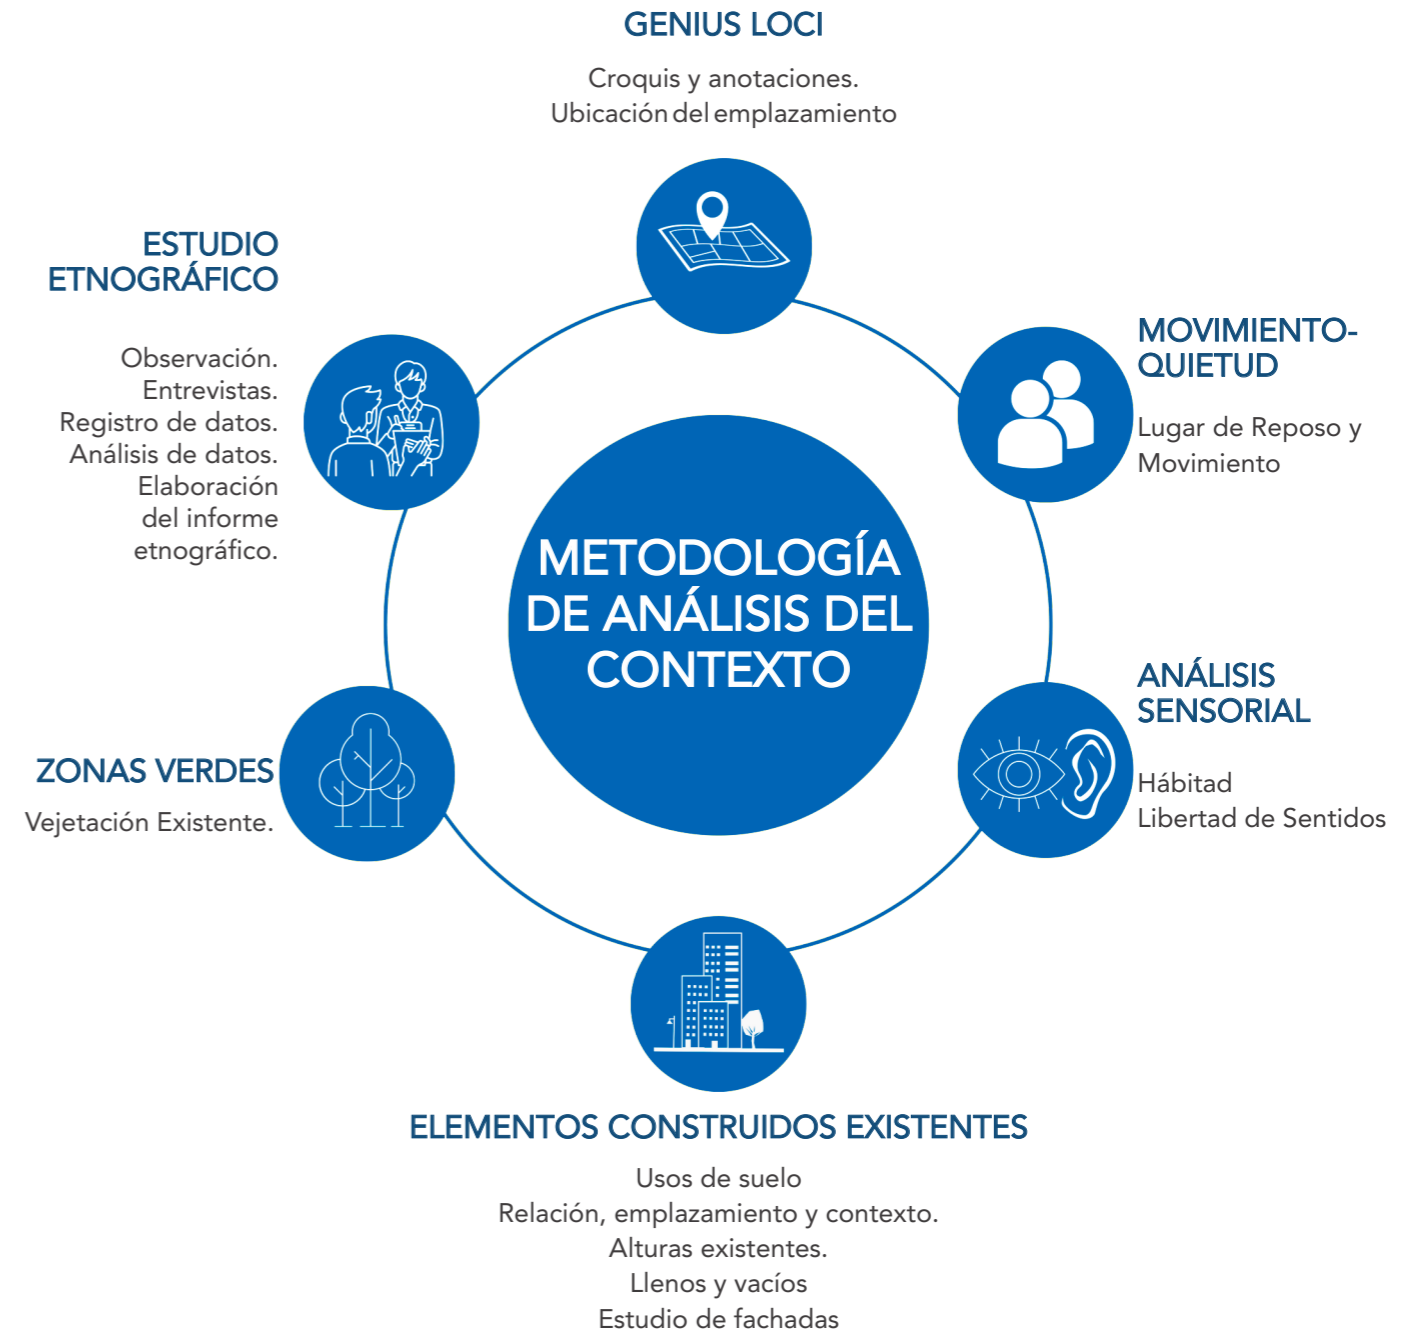 GENIUS LOCI
Croquis y anotaciones.
Ubicación del emplazamiento
MOVIMIENTO-
QUIETUD
Lugar de Reposo y
Movimiento
ANÁLISIS
SENSORIAL
Hábitad
Libertad de Sentidos
ELEMENTOS CONSTRUIDOS EXISTENTES
Usos de suelo
Relación, emplazamiento y contexto.
Alturas existentes.
Llenos y vacíos
Estudio de fachadas
ZONAS VERDES
Vejetación Existente.
ESTUDIO
ETNOGRÁFICO
Observación.
Entrevistas.
Registro de datos.
Análisis de datos.
Elaboración
del informe
etnográfico.
METODOLOGÍA
DE ANÁLISIS DEL
CONTEXTO